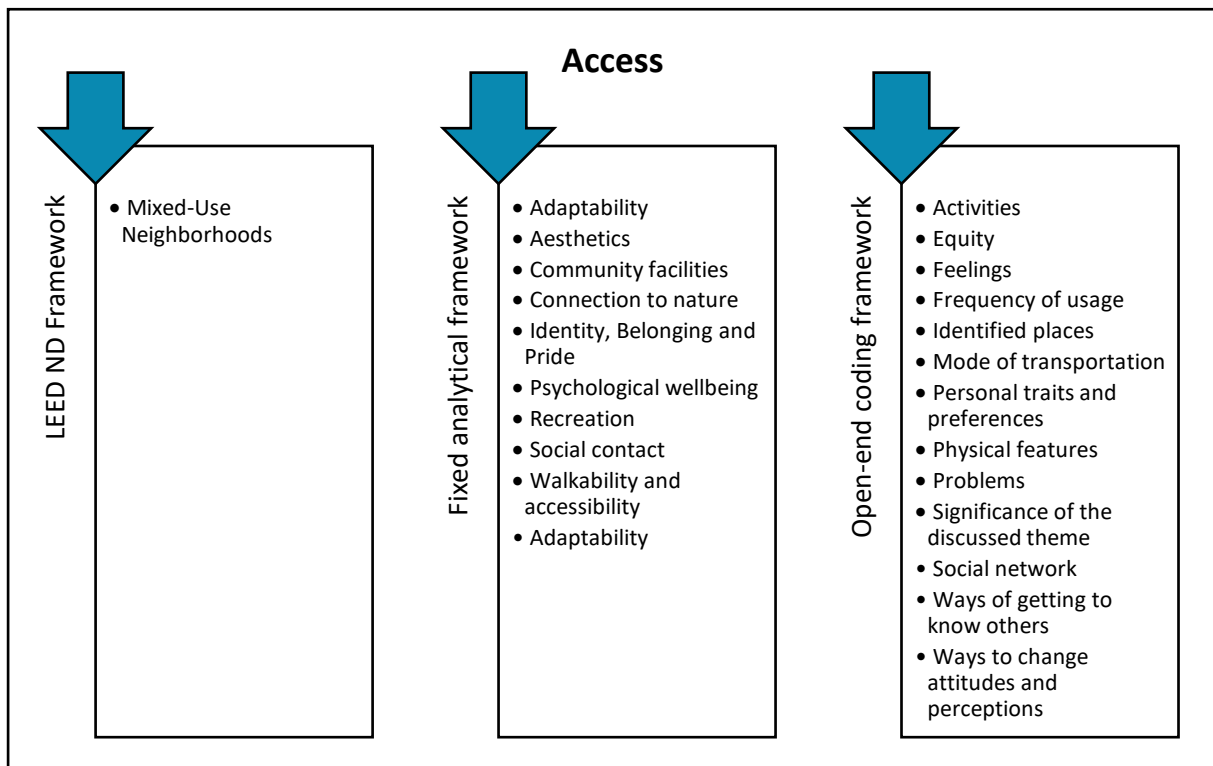 Access
LEED ND Framework
• Mixed-Use
Neighborhoods
Fixed analytical framework
• Adaptability
• Aesthetics
• Community facilities
• Connection to nature
• Identity, Belonging and
Pride
• Psychological wellbeing
• Recreation
• Social contact
• Walkability and
accessibility
• Adaptability
Open-end coding framework
• Activities
• Equity
• Feelings
• Frequency of usage
• Identified places
• Mode of transportation
• Personal traits and
preferences
• Physical features
• Problems
• Significance of the
discussed theme
• Social network
• Ways of getting to
know others
• Ways to change
attitudes and
perceptions